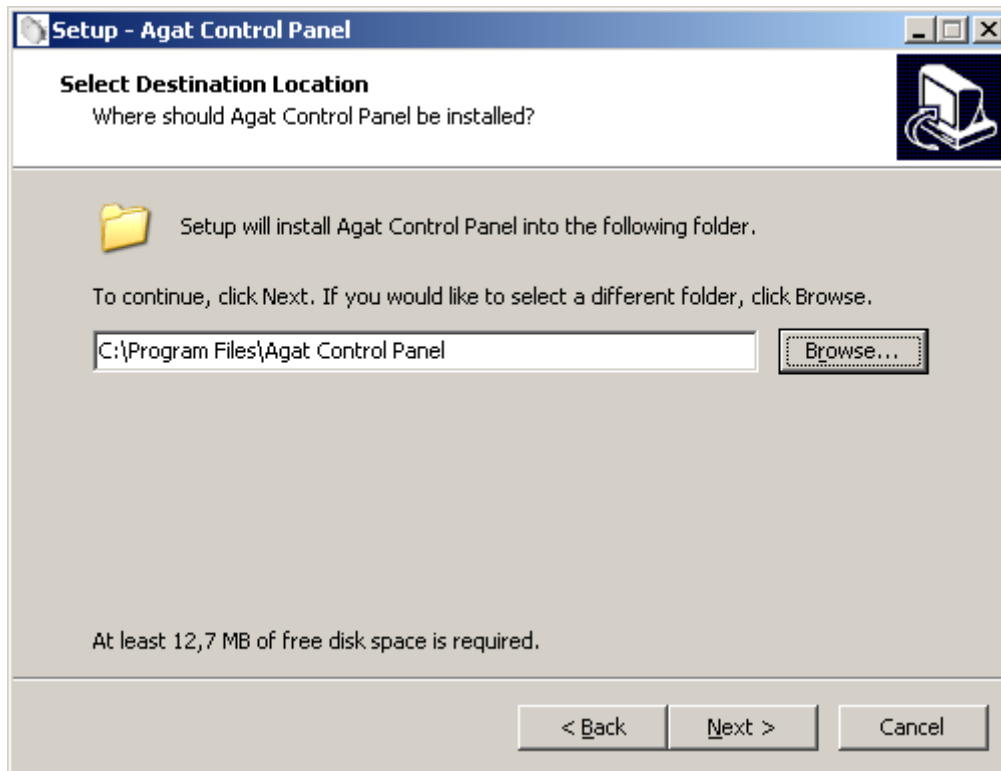 Setup - Agat Control Panel
Select Destination Location
Where should Agat Control Panel be installed?
Setup will install Agat Control Panel into the following folder.
To continue, click Next. If you would like to select a different folder, click Browse.
C:\Program Files\Agat Control Panel
Browse...
At least 12,7 MB of free disk space is required.
< Back
Next >
Cancel